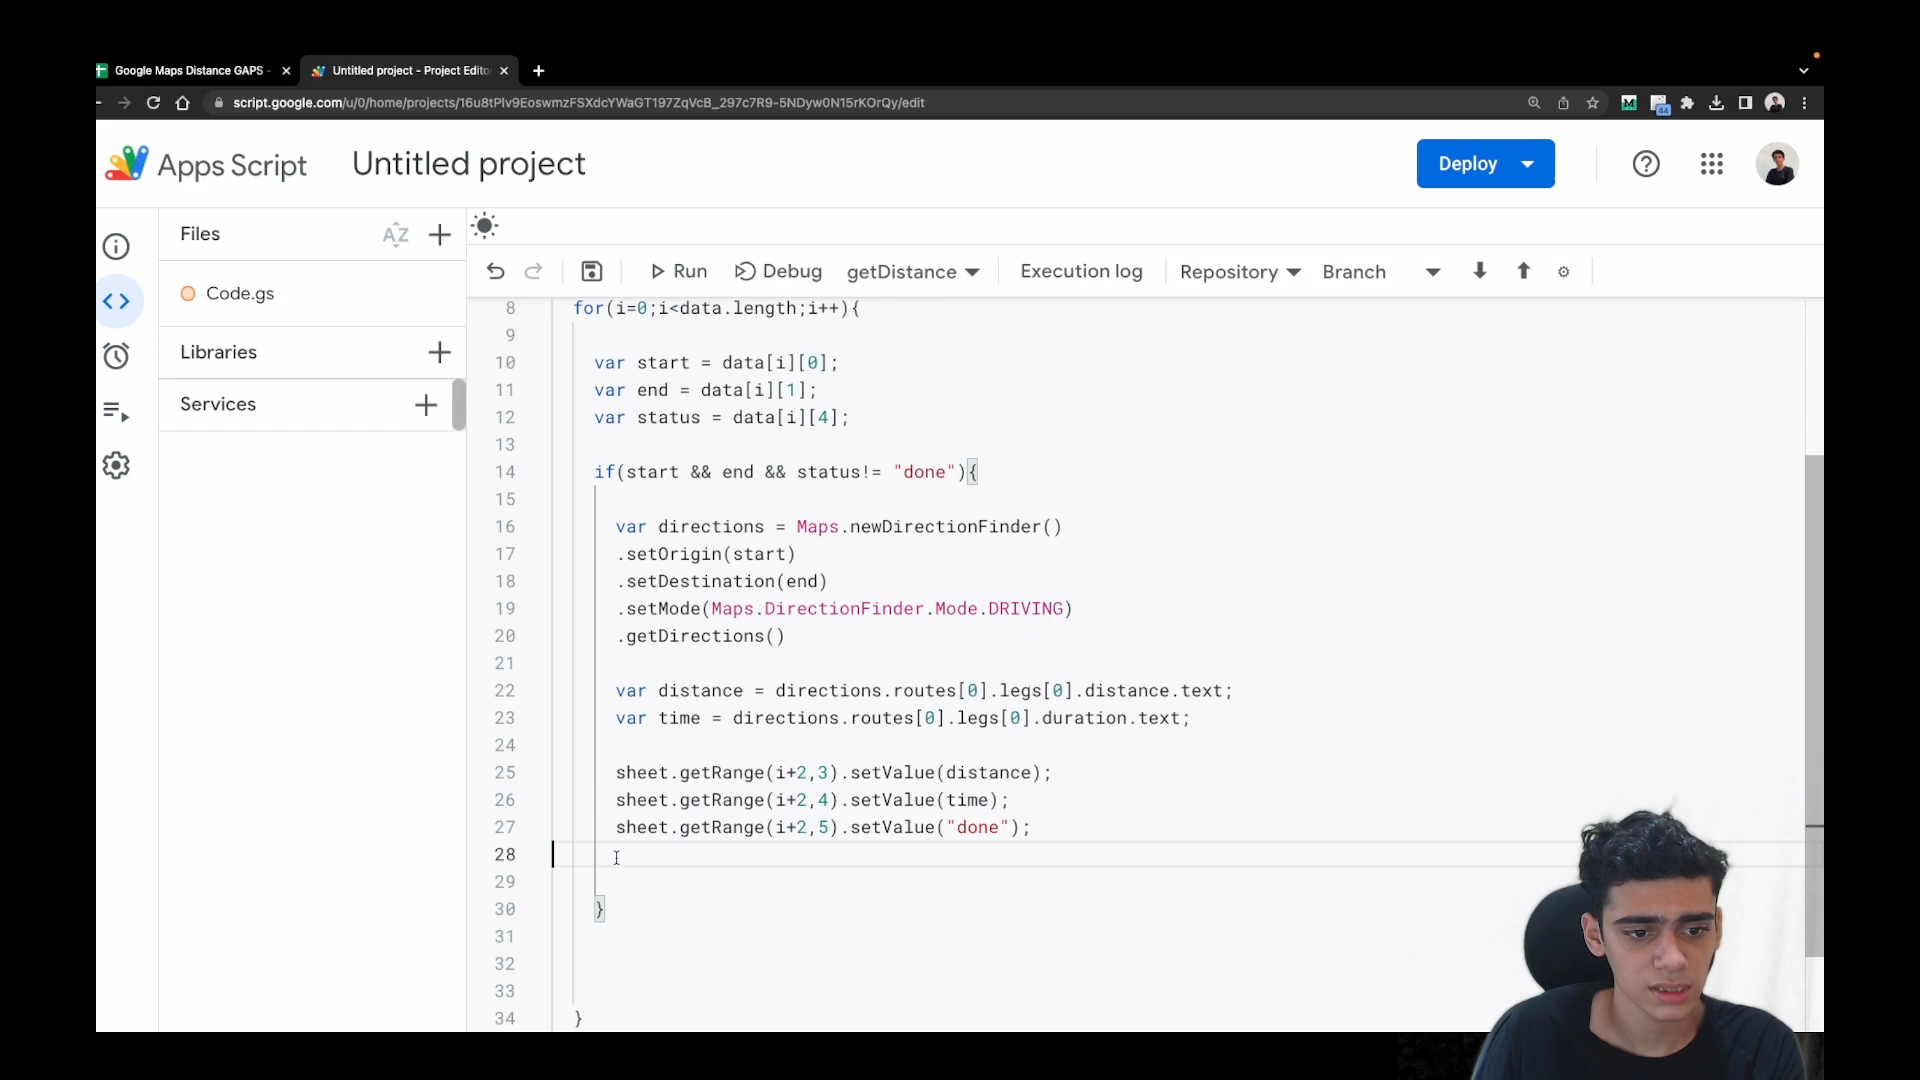 Google Maps Distance GAPS -
Untitled project - Project Edito
script.google.com/u/0/home/projects/16u8tPlv9EoswmzFSXdcYWaGT197ZqVcB_297c7R9-5NDyw0N15rKOrQy/edit
44
Apps Script
Untitled project
Deploy
Files
AZ
Run
Debug
getDistance
Execution log
Repository
Branch
Code.gs
Libraries
Services
8 for(i=0;i<data.length;i++){
9
10 var start = data[i][0];
11 var end = data[i][1];
12 var status = data[i][4];
13
14 if(start && end && status!= "done"){
15
16 var directions = Maps.newDirectionFinder()
17 .setOrigin(start)
18 .setDestination(end)
19 .setMode(Maps.DirectionFinder.Mode.DRIVING)
20 .getDirections()
21
22 var distance = directions.routes[0].legs[0].distance.text;
23 var time = directions.routes[0].legs[0].duration.text;
24
25 sheet.getRange(i+2,3).setValue(distance);
26 sheet.getRange(i+2,4).setValue(time);
27 sheet.getRange(i+2,5).setValue("done");
28
29
30 }
31
32
33
34 }